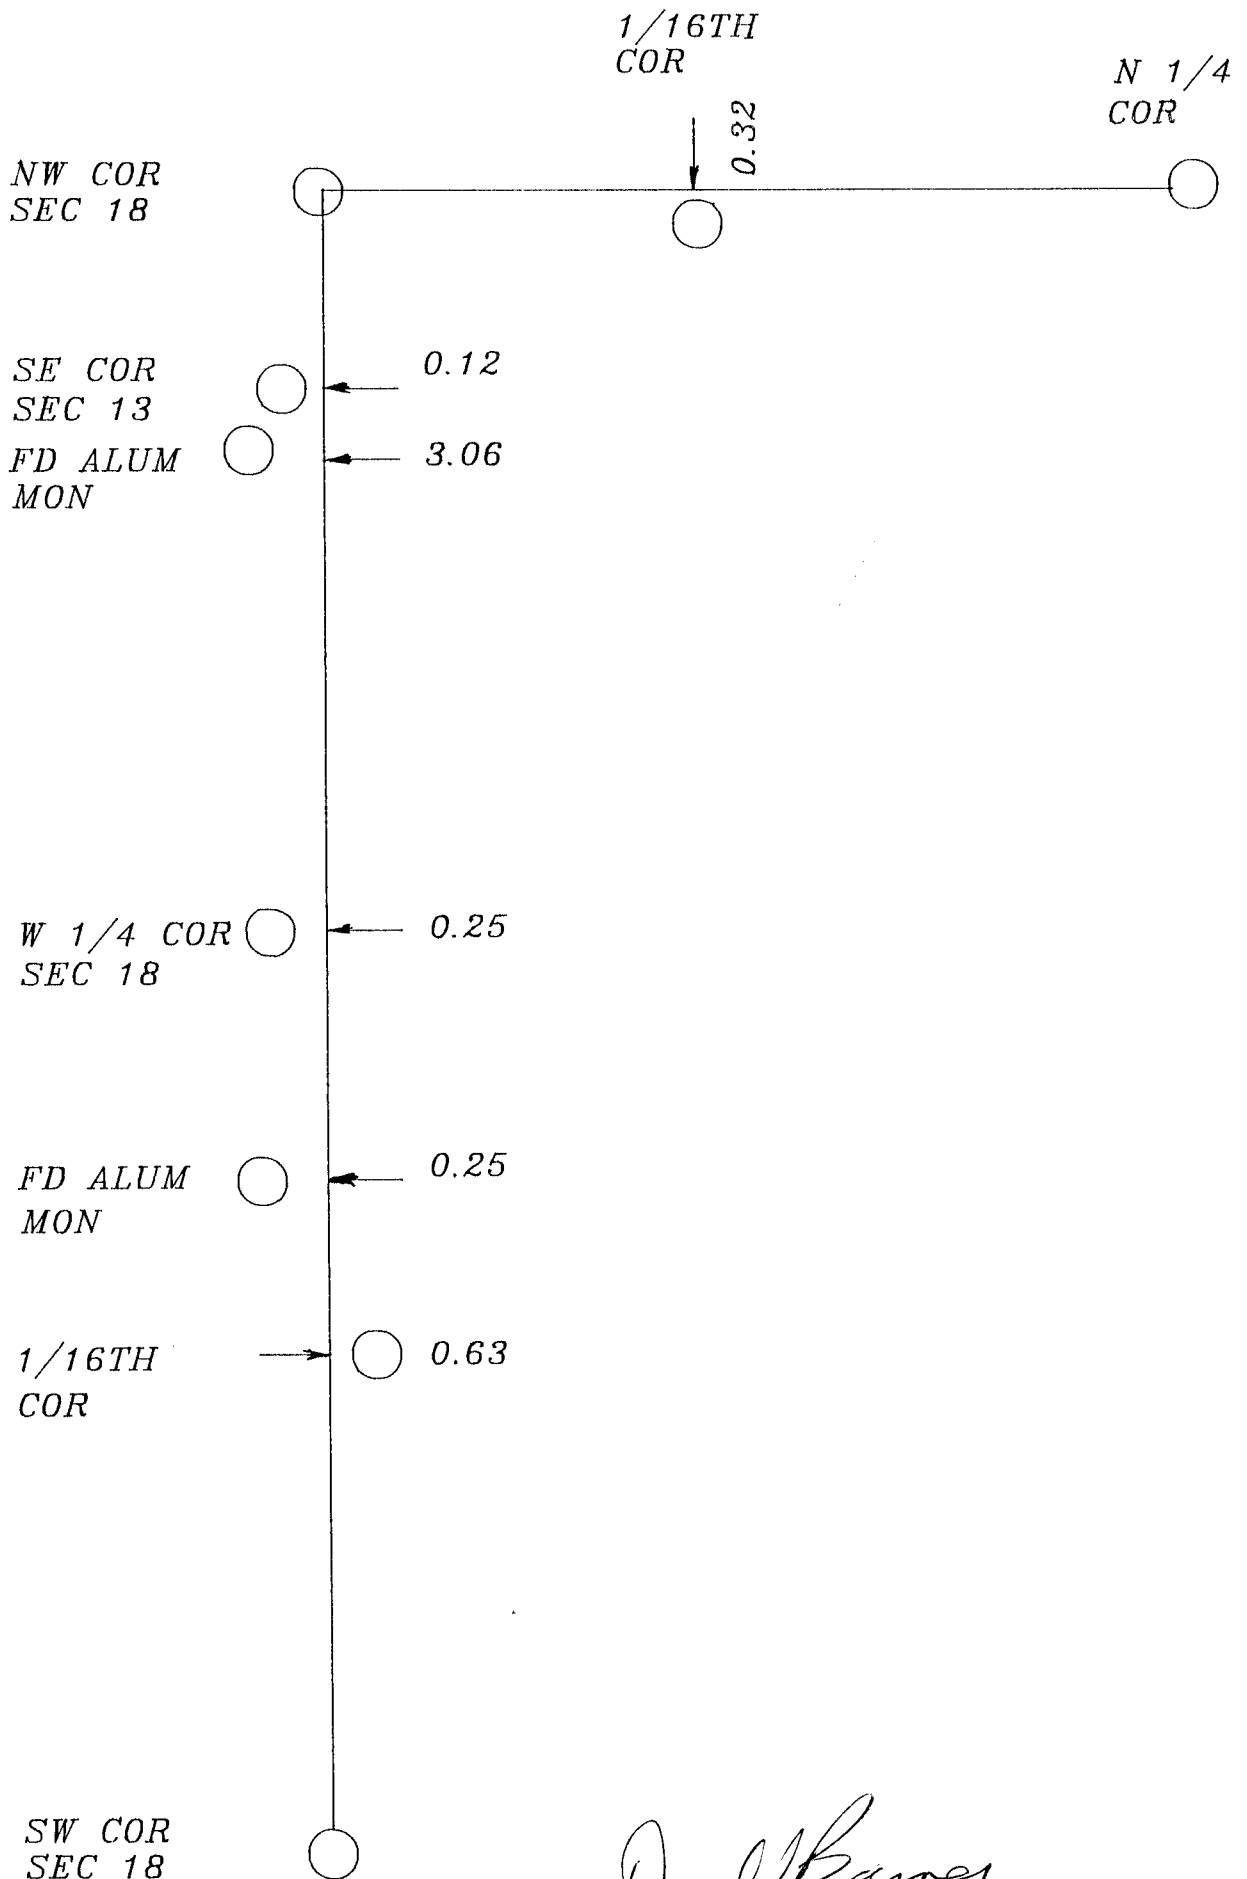 1/16TH
COR
N 1/4
COR
0.32
NW COR
SEC 18
SE COR
SEC 13
0.12
FD ALUM
MON
3.06
W 1/4 COR
SEC 18
0.25
FD ALUM
MON
0.25
1/16TH
COR
0.63
SW COR
SEC 18